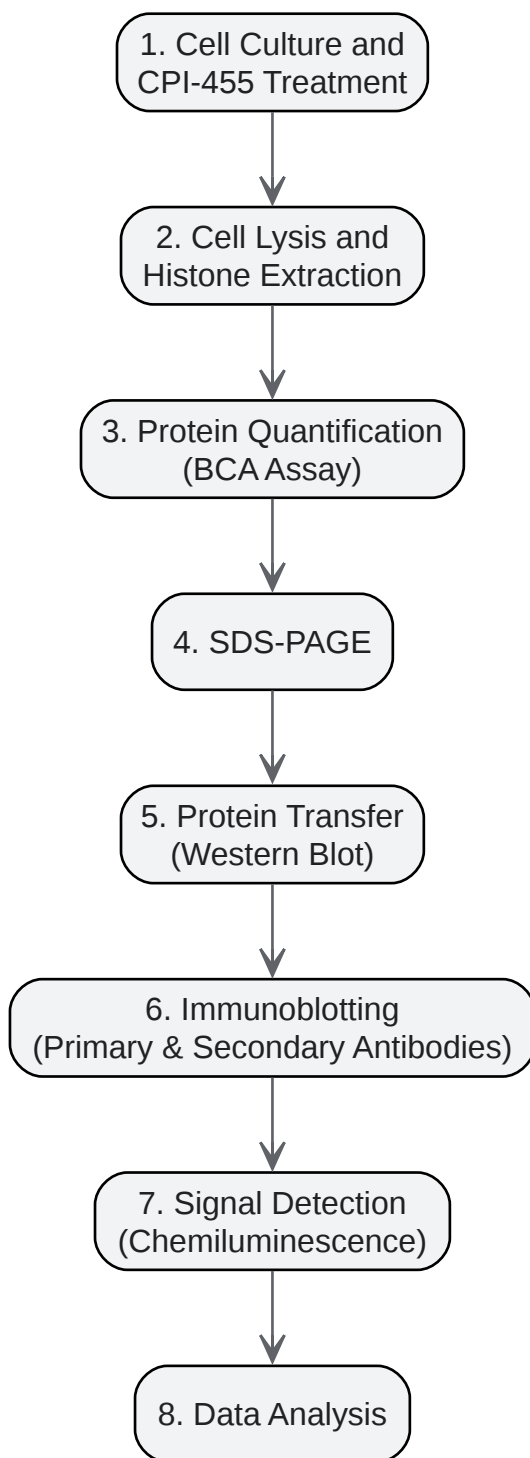 1. Cell Culture and
CPI-455 Treatment
2. Cell Lysis and
Histone Extraction
3. Protein Quantification
(BCA Assay)
4. SDS-PAGE
5. Protein Transfer
(Western Blot)
6. Immunoblotting
(Primary & Secondary Antibodies)
7. Signal Detection
(Chemiluminescence)
8. Data Analysis